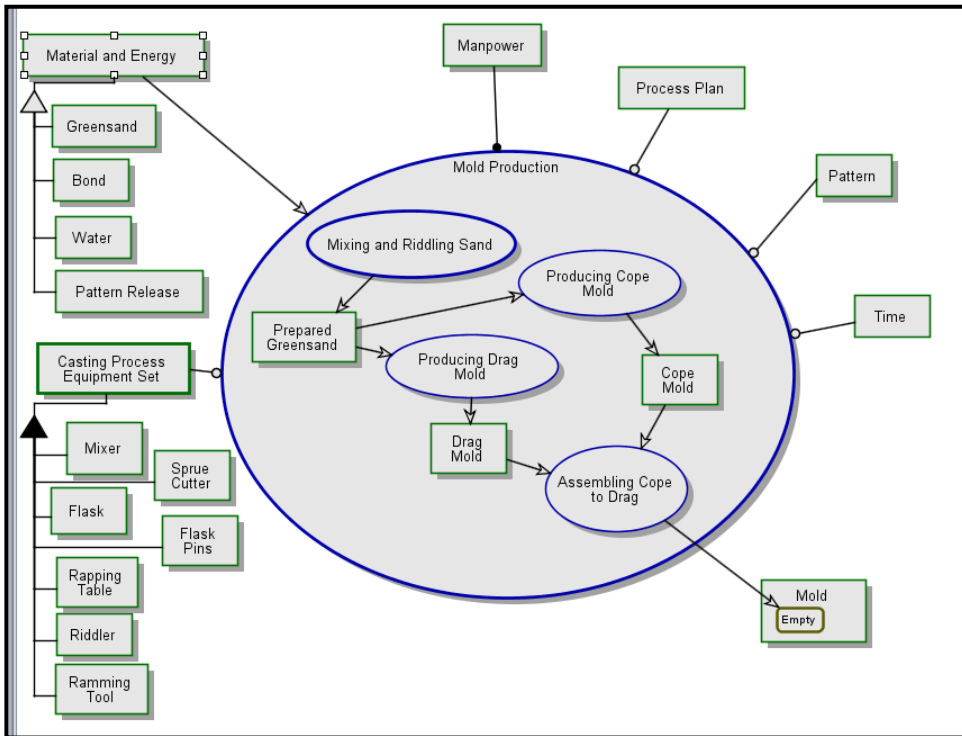 Material and Energy
Greensand
Bond
Water
Pattern Release
Casting Process
Equipment Set
Mixer
Sprue
Cutter
Flask
Flask
Pins
Rapping
Table
Riddler
Ramming
Tool
Manpower
Process Plan
Pattern
Time
Mold Production
Mixing and Riddling Sand
Prepared
Greensand
Producing Cope
Mold
Producing Drag
Mold
Cope
Mold
Drag
Mold
Assembling Cope
to Drag
Mold
Empty